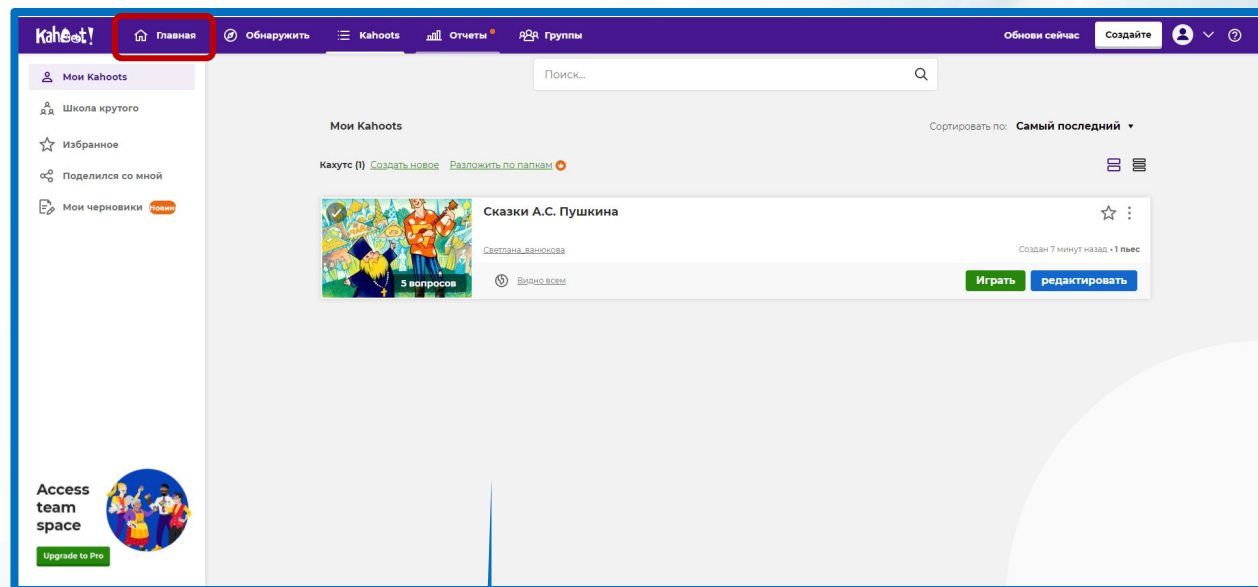 Kahoot! Главная Обнаружить Kahoots Отчеты Группы Обнови сейчас Создайте
Поиск...
Мои Kahoots
Школа крутого
Избранное
Поделился со мной
Мои черновики Новин
Мои Kahoots Сортировать по: Самый последний
Кахутс (1) Создать новое Разложить по папкам
Сказки А.С. Пушкина
Светлана_ванюкова Создан 7 минут назад • 1 пьес
5 вопросов Видно всем Играть редактировать
Access
team
space
Upgrade to Pro